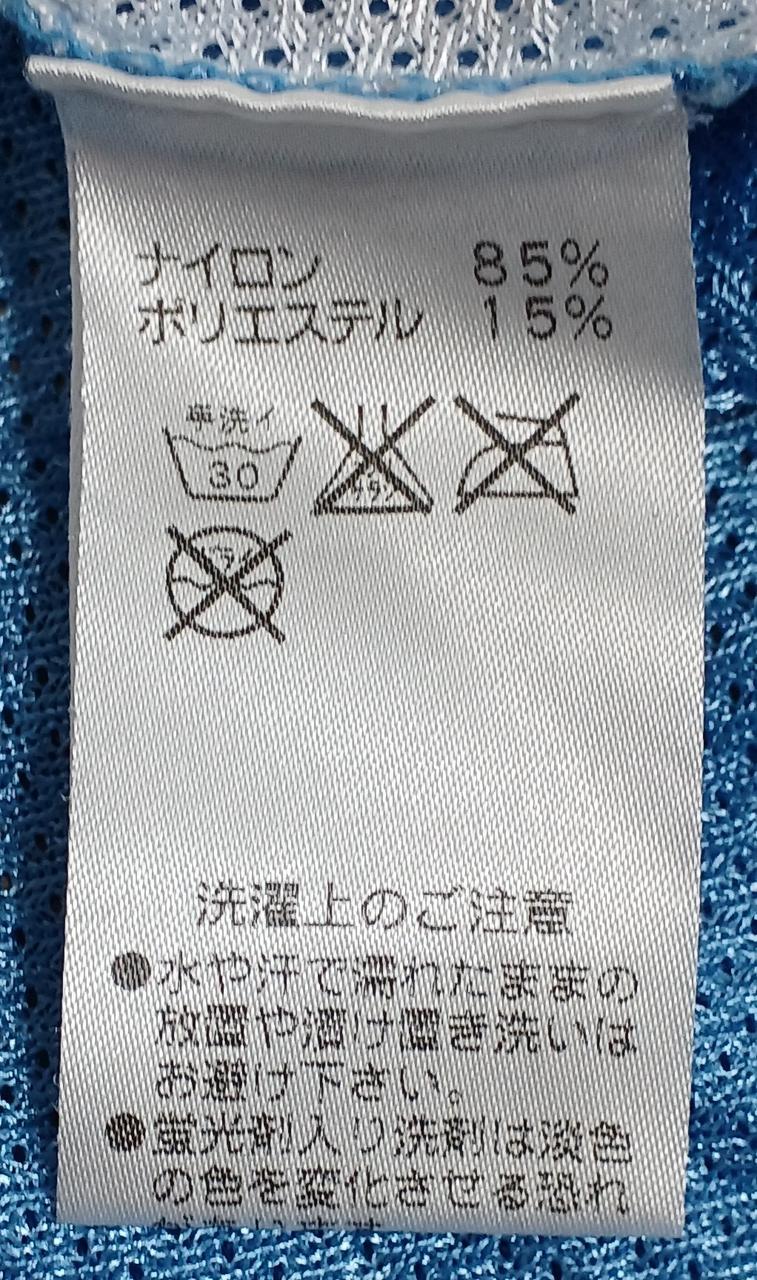 ナイロン 85%
ポリエステル 15%
30
洗濯上のご注意
●水や汗で濡れたままの
放置や漬け置き洗いは
お避け下さい。
●蛍光剤入り洗剤は淡色
の色を変化させる恐れ